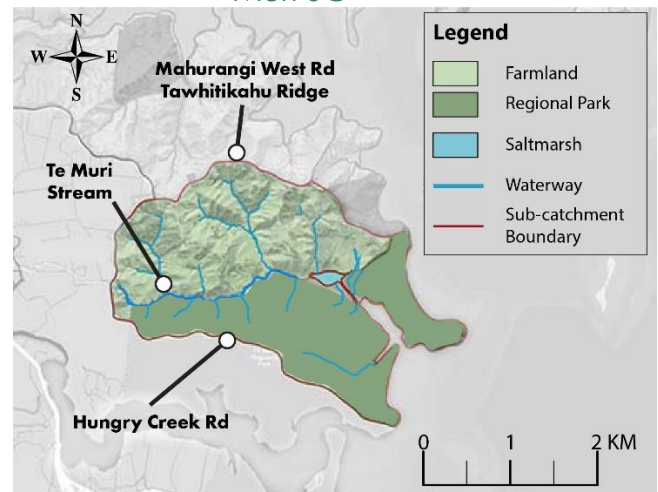 N
W E
S
Mahurangi West Rd
Tawhitikahu Ridge
Te Muri
Stream
Hungry Creek Rd
Legend
Farmland
Regional Park
Saltmarsh
Waterway
Sub-catchment
Boundary
0 1 2 KM